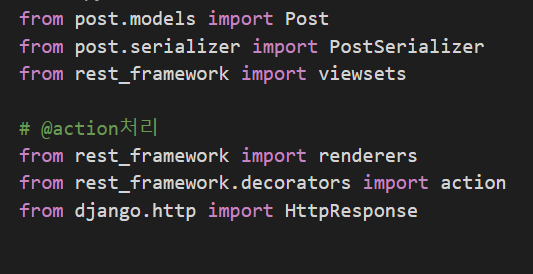 from post.models import Post
from post.serializer import PostSerializer
from rest_framework import viewsets
# @action처리
from rest_framework import renderers
from rest_framework.decorators import action
from django.http import HttpResponse